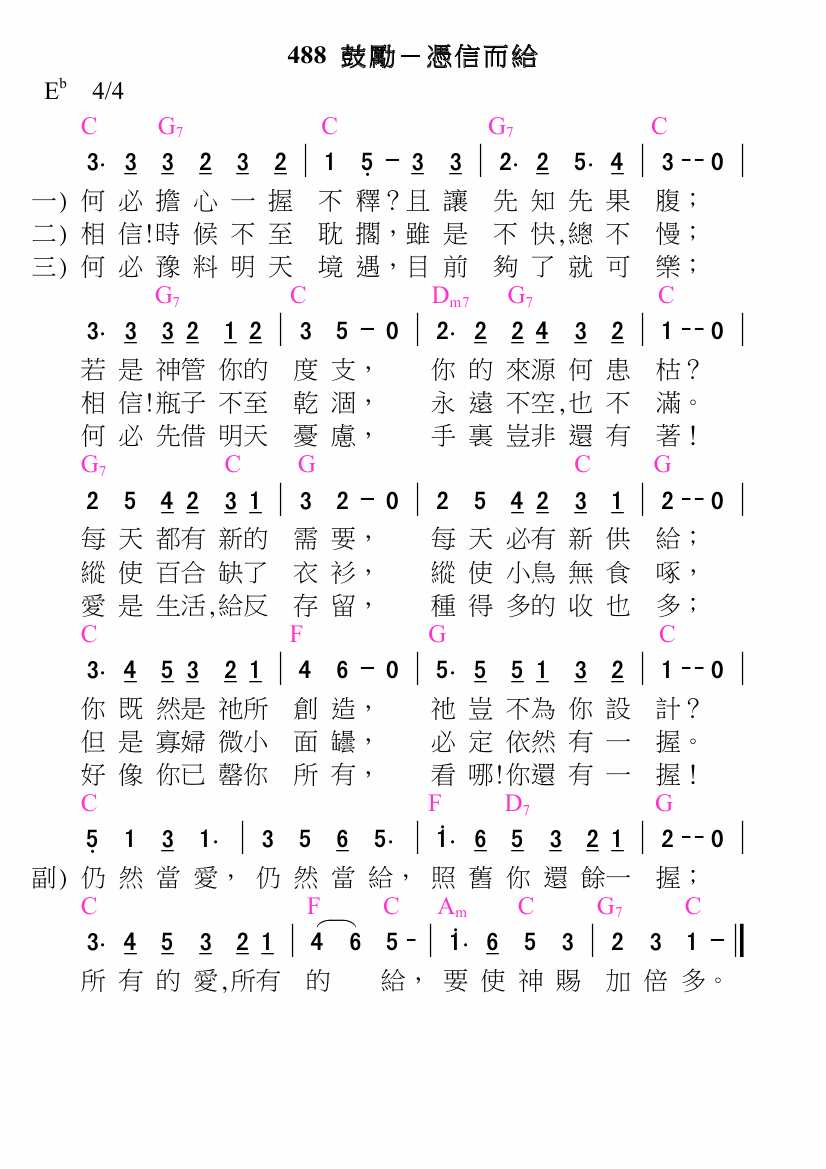 488 鼓勵－憑信而給
E♭ 4/4
C G7 C G7 C
3. 3 3 2 3 2 | 1 5 - 3 3 | 2. 2 5. 4 | 3 -- 0 |
一) 何必擔心一握 不釋？且讓 先知先果 腹；
二) 相信!時候不至 耽擱，雖是 不快,總不 慢；
三) 何必豫料明天 境遇，目前 夠了就可 樂；
G7 C Dm7 G7 C
3. 3 3 2 1 2 | 3 5 - 0 | 2. 2 2 4 3 2 | 1 -- 0 |
若是神管你的 度支， 你的來源何患 枯？
相信!瓶子不至 乾涸， 永遠不空,也不 滿。
何必先借明天 憂慮， 手裏豈非還有 著！
G7 C G C G
2 5 4 2 3 1 | 3 2 - 0 | 2 5 4 2 3 1 | 2 -- 0 |
每天都有新的 需要， 每天必有新供 給；
縱使百合缺了 衣衫， 縱使小鳥無食 啄，
愛是生活,給反 存留， 種得多的收也 多；
C F G C
3. 4 5 3 2 1 | 4 6 - 0 | 5. 5 5 1 3 2 | 1 -- 0 |
你既然是祂所 創造， 祂豈不為你設 計？
但是寡婦微小 面罎， 必定依然有一 握。
好像你已罄你 所有， 看哪!你還有一 握！
C F D7 G
5 1 3 1. | 3 5 6 5. | 1. 6 5 3 2 1 | 2 -- 0 |
副) 仍然當愛， 仍然當給， 照舊你還餘一 握；
C F C Am C G7 C
3. 4 5 3 2 1 | 4 6 5 - | 1. 6 5 3 | 2 3 1 - ‖
所有的愛,所有 的 給， 要使神賜 加倍多。